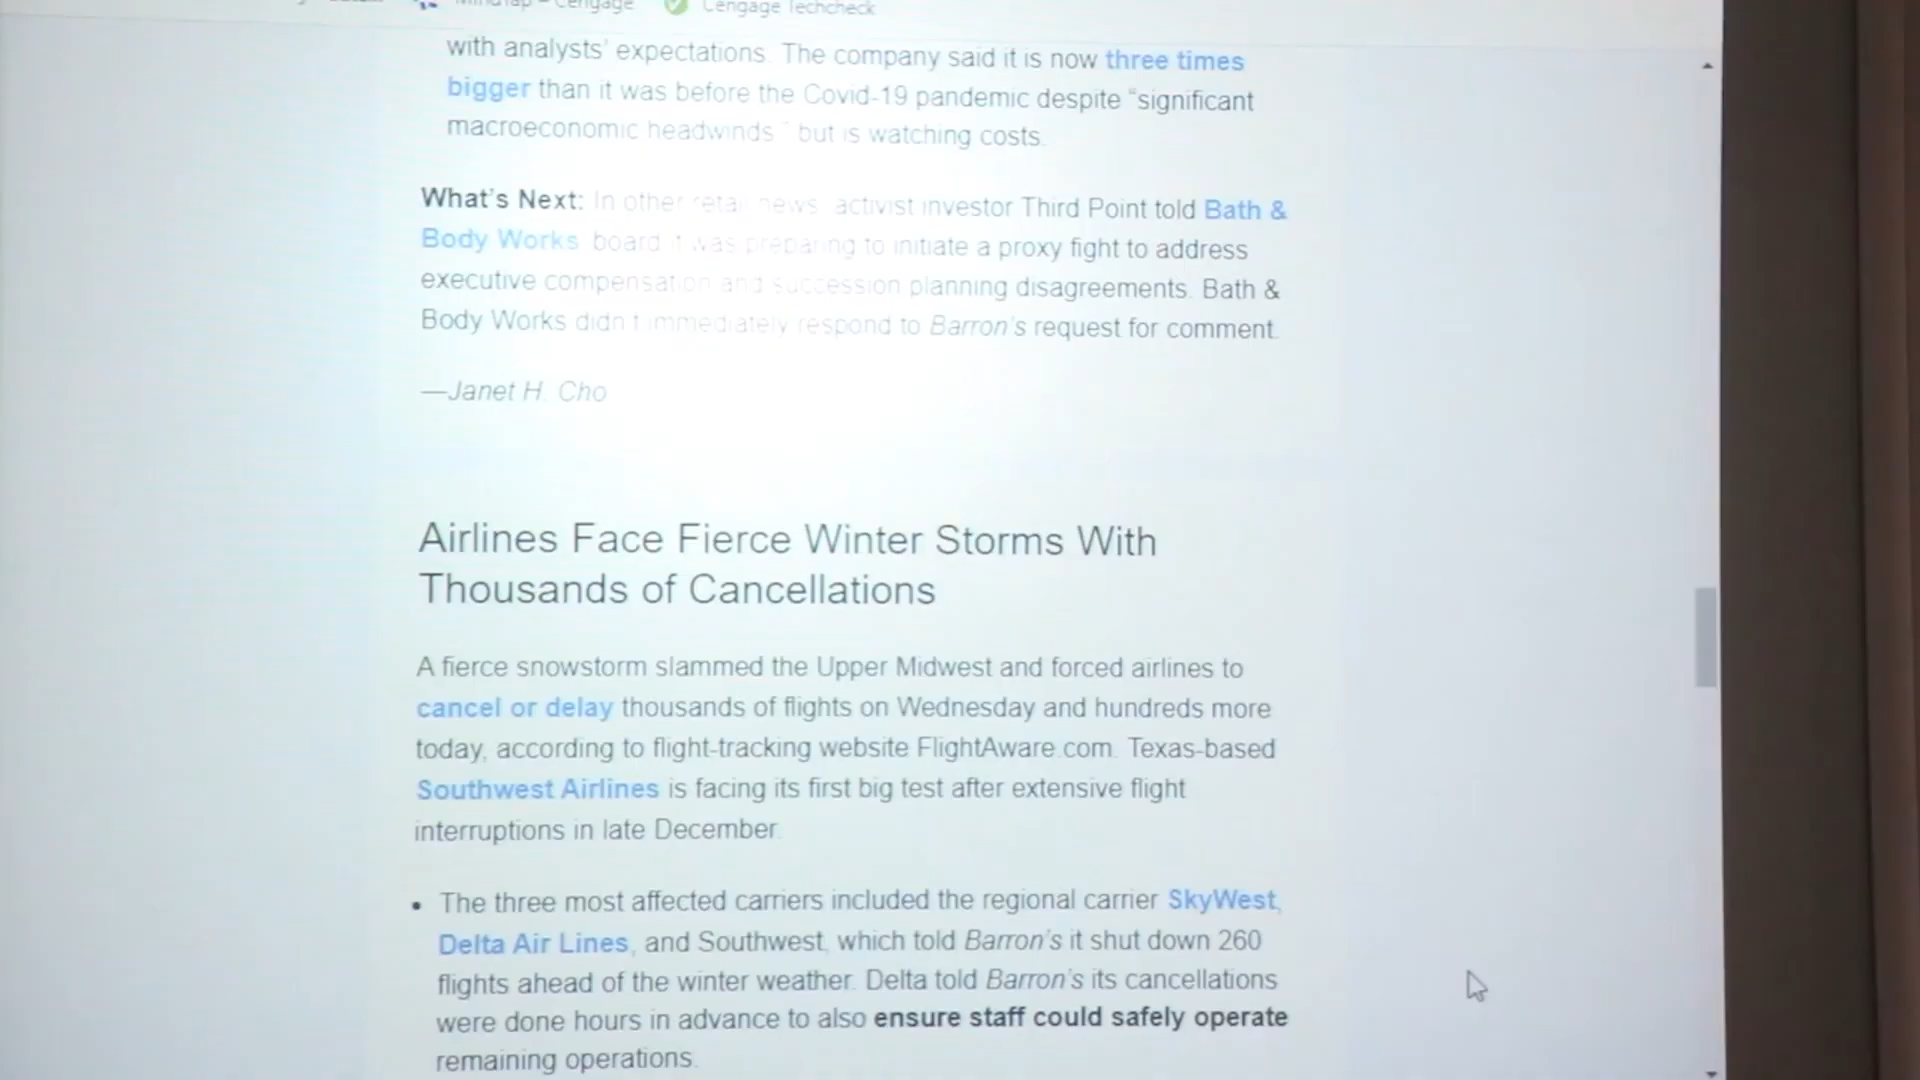 MindTap - Cengage Cengage Techcheck
with analysts' expectations. The company said it is now three times
bigger than it was before the Covid-19 pandemic despite “significant
macroeconomic headwinds ” but is watching costs.
What's Next: In other retail news, activist investor Third Point told Bath &
Body Works board it was preparing to initiate a proxy fight to address
executive compensation and succession planning disagreements. Bath &
Body Works didn't immediately respond to Barron's request for comment.
—Janet H. Cho
Airlines Face Fierce Winter Storms With
Thousands of Cancellations
A fierce snowstorm slammed the Upper Midwest and forced airlines to
cancel or delay thousands of flights on Wednesday and hundreds more
today, according to flight-tracking website FlightAware.com. Texas-based
Southwest Airlines is facing its first big test after extensive flight
interruptions in late December.
• The three most affected carriers included the regional carrier SkyWest,
Delta Air Lines, and Southwest, which told Barron's it shut down 260
flights ahead of the winter weather. Delta told Barron's its cancellations
were done hours in advance to also ensure staff could safely operate
remaining operations.